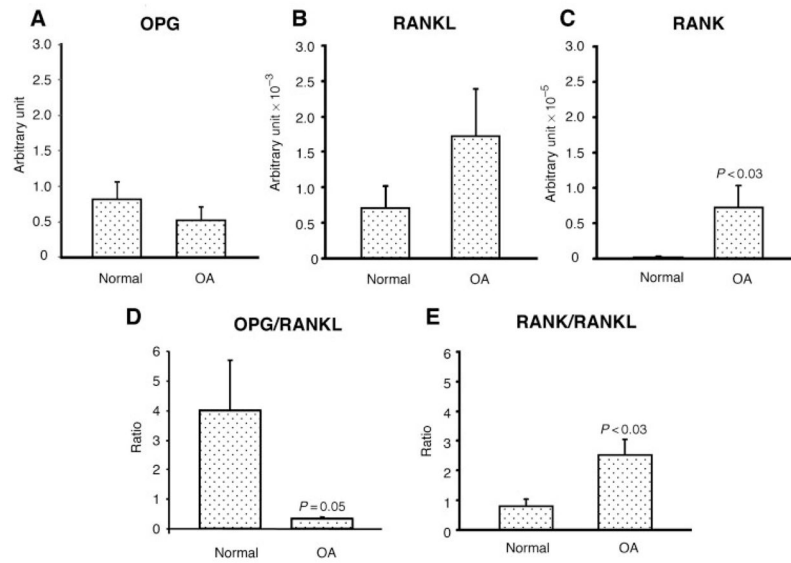 A
OPG
Arbitrary unit
3.0
2.5
2.0
1.5
1.0
0.5
0
Normal
OA
B
RANKL
Arbitrary unit × 10⁻³
3.0
2.5
2.0
1.5
1.0
0.5
0
Normal
OA
C
RANK
Arbitrary unit × 10⁻⁵
3.0
2.5
2.0
1.5
1.0
0.5
0
P<0.03
Normal
OA
D
OPG/RANKL
Ratio
6
5
4
3
2
1
0
P=0.05
Normal
OA
E
RANK/RANKL
Ratio
6
5
4
3
2
1
0
P<0.03
Normal
OA